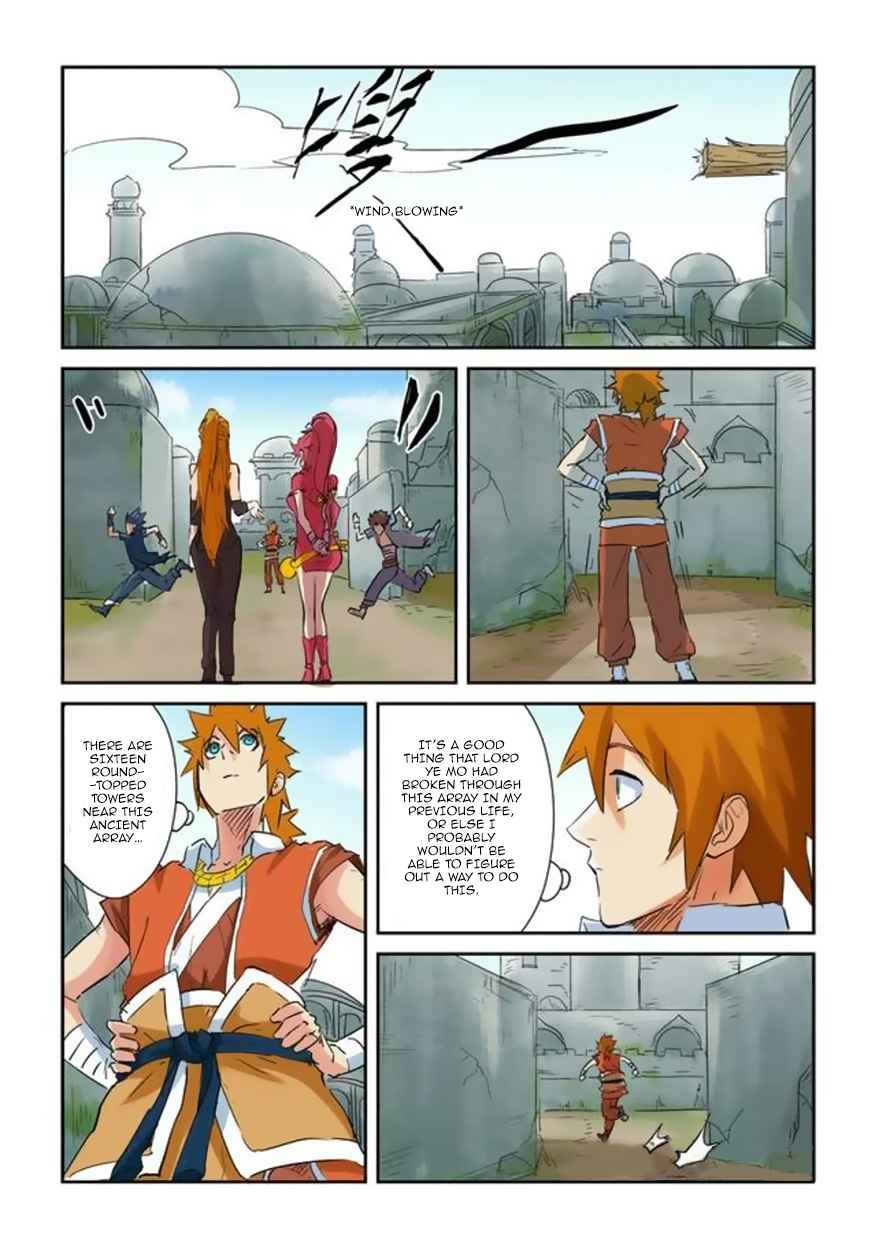 *WIND BLOWING*
THERE ARE
SIXTEEN
ROUND-
-TOPPED
TOWERS
NEAR THIS
ANCIENT
ARRAY...
IT'S A GOOD
THING THAT LORD
YE MO HAD
BROKEN THROUGH
THIS ARRAY IN MY
PREVIOUS LIFE,
OR ELSE I
PROBABLY
WOULDN'T BE
ABLE TO FIGURE
OUT A WAY TO DO
THIS.